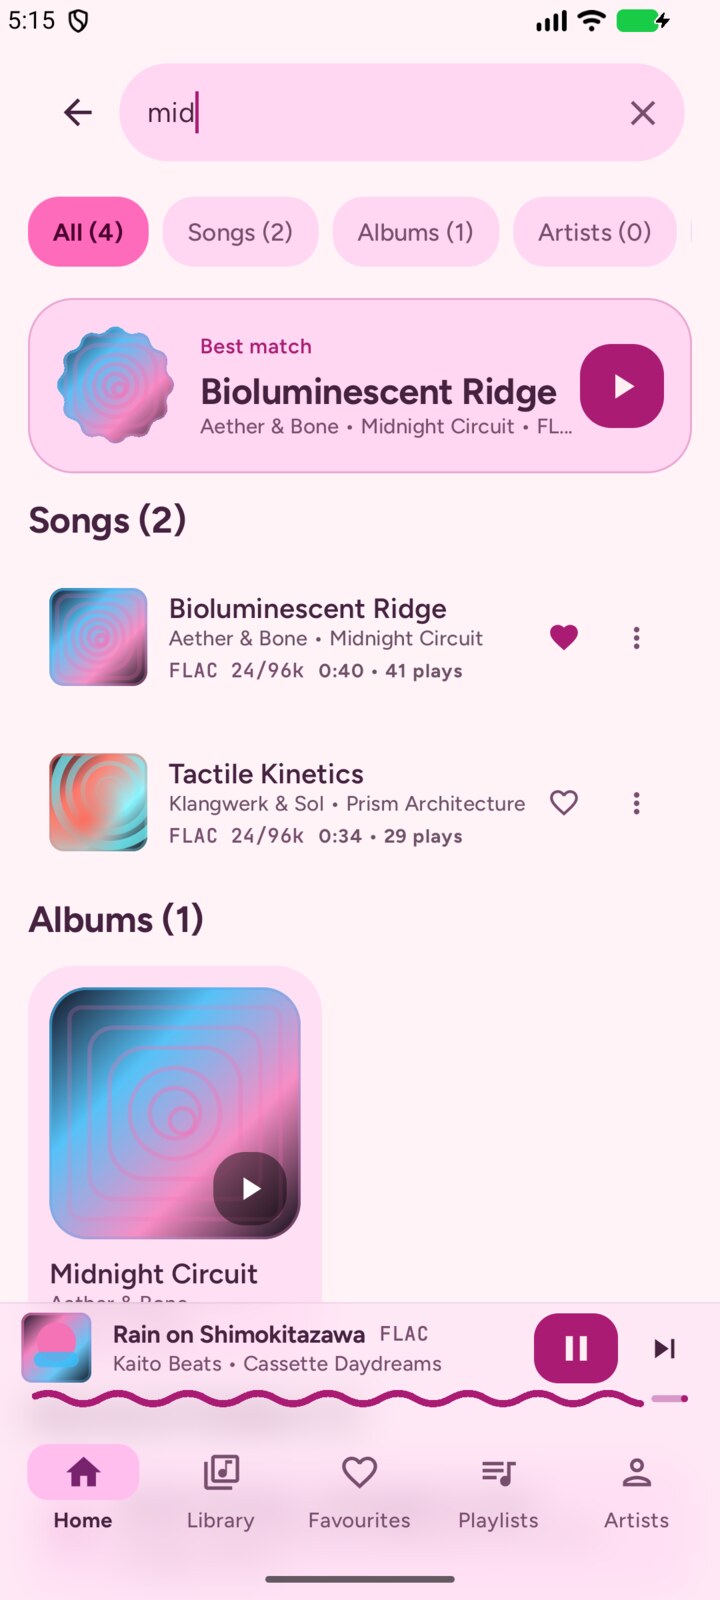 5:15
mid
All (4)
Songs (2)
Albums (1)
Artists (0)
Best match
Bioluminescent Ridge
Aether & Bone • Midnight Circuit • FL...
Songs (2)
Bioluminescent Ridge
Aether & Bone • Midnight Circuit
FLAC 24/96k 0:40 • 41 plays
Tactile Kinetics
Klangwerk & Sol • Prism Architecture
FLAC 24/96k 0:34 • 29 plays
Albums (1)
Midnight Circuit
Aether & Bone
Rain on Shimokitazawa FLAC
Kaito Beats • Cassette Daydreams
Home
Library
Favourites
Playlists
Artists